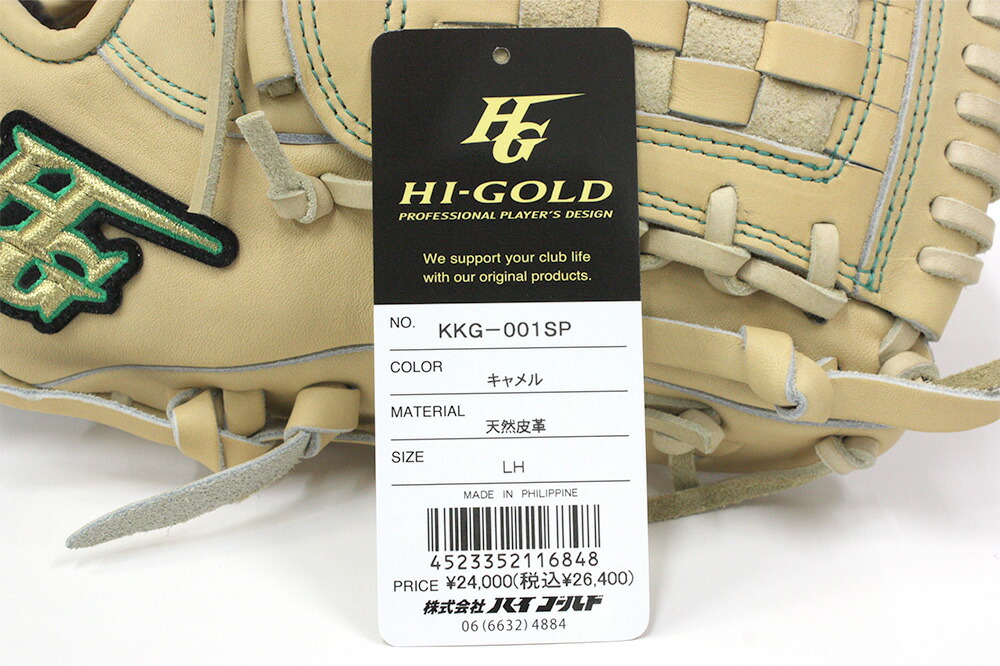 HG
HG
HI-GOLD
PROFESSIONAL PLAYER'S DESIGN
We support your club life
with our original products.
NO. KKG-001SP
COLOR キャメル
MATERIAL 天然皮革
SIZE LH
MADE IN PHILIPPINE
4523352116848
PRICE ¥24,000(税込¥26,400)
株式会社ハイゴールド
06(6632)4884